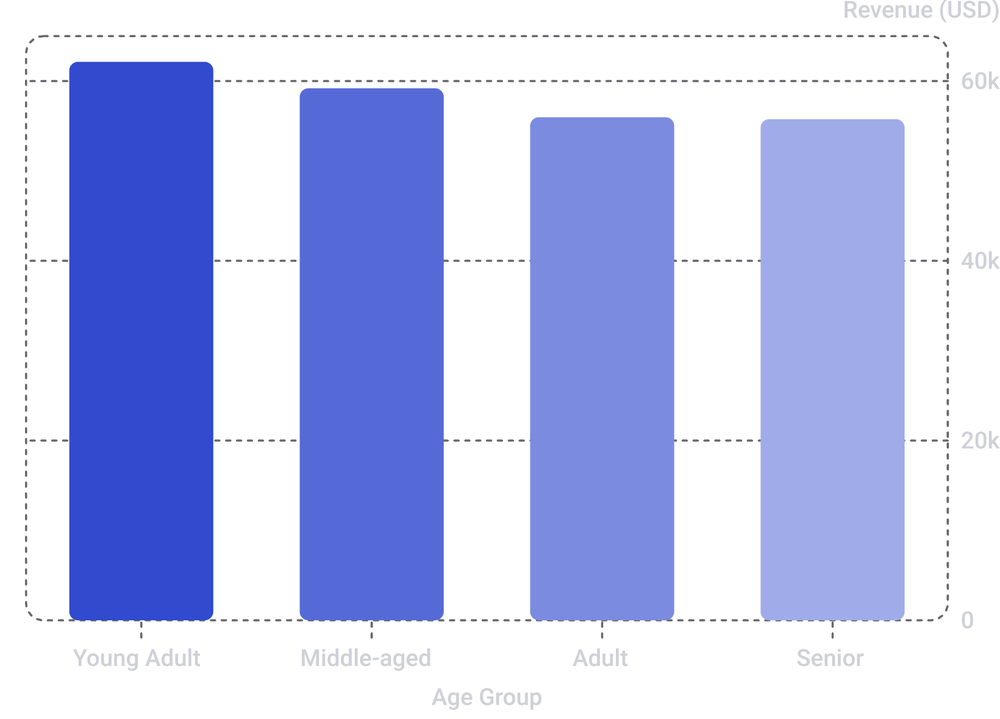 Revenue (USD)
60k
40k
20k
0
Young Adult
Middle-aged
Adult
Senior
Age Group